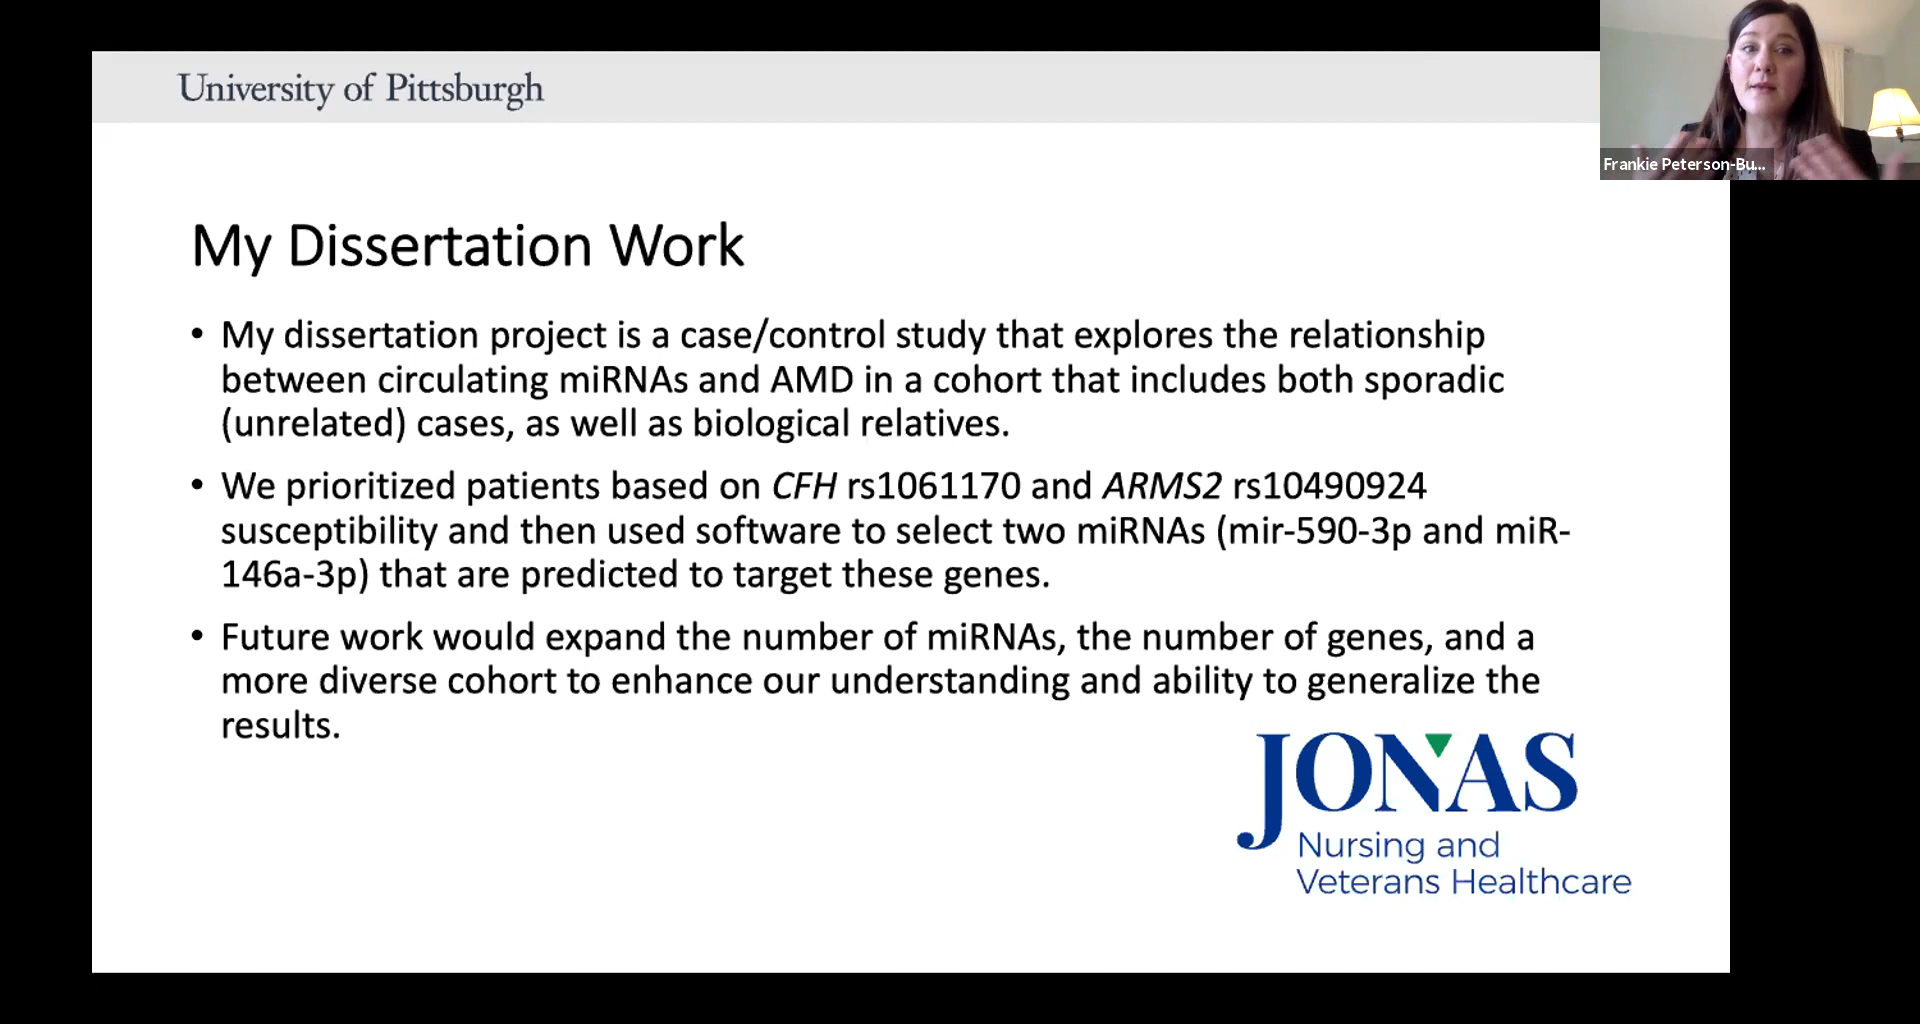 University of Pittsburgh
Frankie Peterson-Bu...
My Dissertation Work
• My dissertation project is a case/control study that explores the relationship
between circulating miRNAs and AMD in a cohort that includes both sporadic
(unrelated) cases, as well as biological relatives.
• We prioritized patients based on CFH rs1061170 and ARMS2 rs10490924
susceptibility and then used software to select two miRNAs (mir-590-3p and miR-
146a-3p) that are predicted to target these genes.
• Future work would expand the number of miRNAs, the number of genes, and a
more diverse cohort to enhance our understanding and ability to generalize the
results.
JONAS
Nursing and
Veterans Healthcare